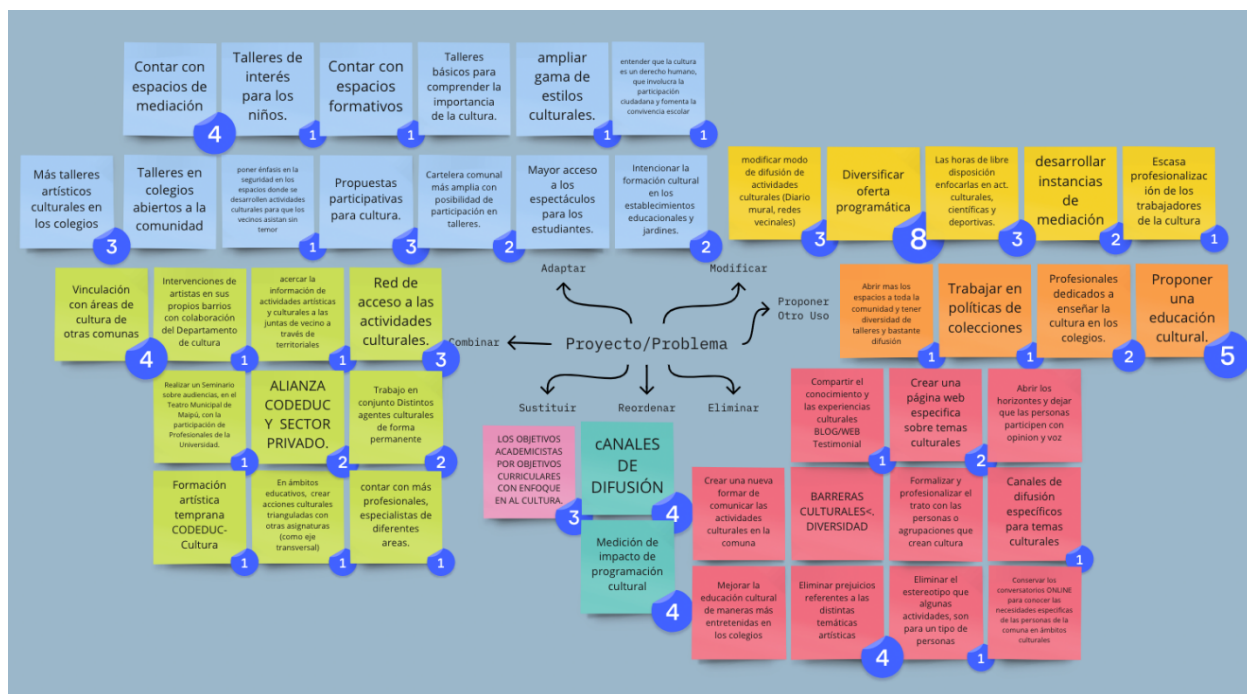 Contar con
espacios de
mediación
4
Talleres de
interés
para los
niños.
1
Contar con
espacios
formativos
1
Talleres
básicos para
comprender la
importancia
de la cultura.
ampliar
gama de
estilos
culturales.
1
entender que la cultura
es un derecho humano,
que involucra la
participación
ciudadana y fomenta la
convivencia escolar
1
Más talleres
artísticos
culturales en
los colegios
3
Talleres en
colegios
abiertos a la
comunidad
poner énfasis en la
seguridad en los
espacios donde se
desarrollen actividades
culturales para que los
vecinos asistan sin
temor
1
Propuestas
participativas
para cultura.
3
Cartelera comunal
más amplia con
posibilidad de
participación en
talleres.
2
Mayor acceso
a los
espectáculos
para los
estudiantes.
Intencionar la
formación cultural
en los
establecimientos
educacionales y
jardines.
2
modificar modo
de difusión de
actividades
culturales (Diario
mural, redes
vecinales)
3
Diversificar
oferta
programática
8
Las horas de libre
disposición
enfocarlas en act.
culturales,
científicas y
deportivas.
3
desarrollar
instancias
de
mediación
2
Escasa
profesionalizac
ión de los
trabajadores
de la cultura
1
Vinculación
con áreas de
cultura de
otras comunas
4
Intervenciones de
artistas en sus
propios barrios
con colaboración
del Departamento
de cultura
1
acercar la
información de
actividades artísticas
y culturales a las
juntas de vecino a
través de
territoriales
1
Red de
acceso a las
actividades
culturales.
3
Adaptar
Modificar
Proponer
Otro Uso
Combinar
Proyecto/Problema
Sustituir
Reordenar
Eliminar
Abrir mas los
espacios a toda la
comunidad y tener
diversidad de
talleres y bastante
difusión
1
Trabajar en
políticas de
colecciones
1
Profesionales
dedicados a
enseñar la
cultura en los
colegios.
2
Proponer
una
educación
cultural.
5
Realizar un Seminario
sobre audiencias, en el
Teatro Municipal de
Maipú, con la
participación de
Profesionales de la
Universidad.
1
ALIANZA
CODEDUC
Y SECTOR
PRIVADO.
2
Trabajo en
conjunto Distintos
agentes culturales
de forma
permanente
2
Formación
artística
temprana
CODEDUC-
Cultura
1
En ámbitos
educativos, crear
acciones culturales
trianguladas con
otras asignaturas
(como eje
transversal)
1
contar con más
profesionales,
especialistas de
diferentes
areas.
1
LOS OBJETIVOS
ACADEMICISTAS
POR OBJETIVOS
CURRICULARES
CON ENFOQUE
EN AL CULTURA.
3
cANALES
DE
DIFUSIÓN
4
Medición de
impacto de
programación
cultural
4
Compartir el
conocimiento y
las experiencias
culturales
BLOG/WEB
Testimonial
1
Crear una
página web
especifica
sobre temas
culturales
2
Abrir los
horizontes y dejar
que las personas
participen con
opinion y voz
Crear una nueva
formar de
comunicar las
actividades
culturales en la
comuna
BARRERAS
CULTURALES<.
DIVERSIDAD
Formalizar y
profesionalizar el
trato con las
personas o
agrupaciones que
crean cultura
Canales de
difusión
específicos
para temas
culturales
1
Mejorar la
educación cultural
de maneras más
entretenidas en
los colegios
Eliminar prejuicios
referentes a las
distintas
temáticas
artísticas
4
Eliminar el
estereotipo que
algunas
actividades, son
para un tipo de
personas
1
Conservar los
conversatorios ONLINE
para conocer las
necesidades especificas
de las personas de la
comuna en ámbitos
culturales